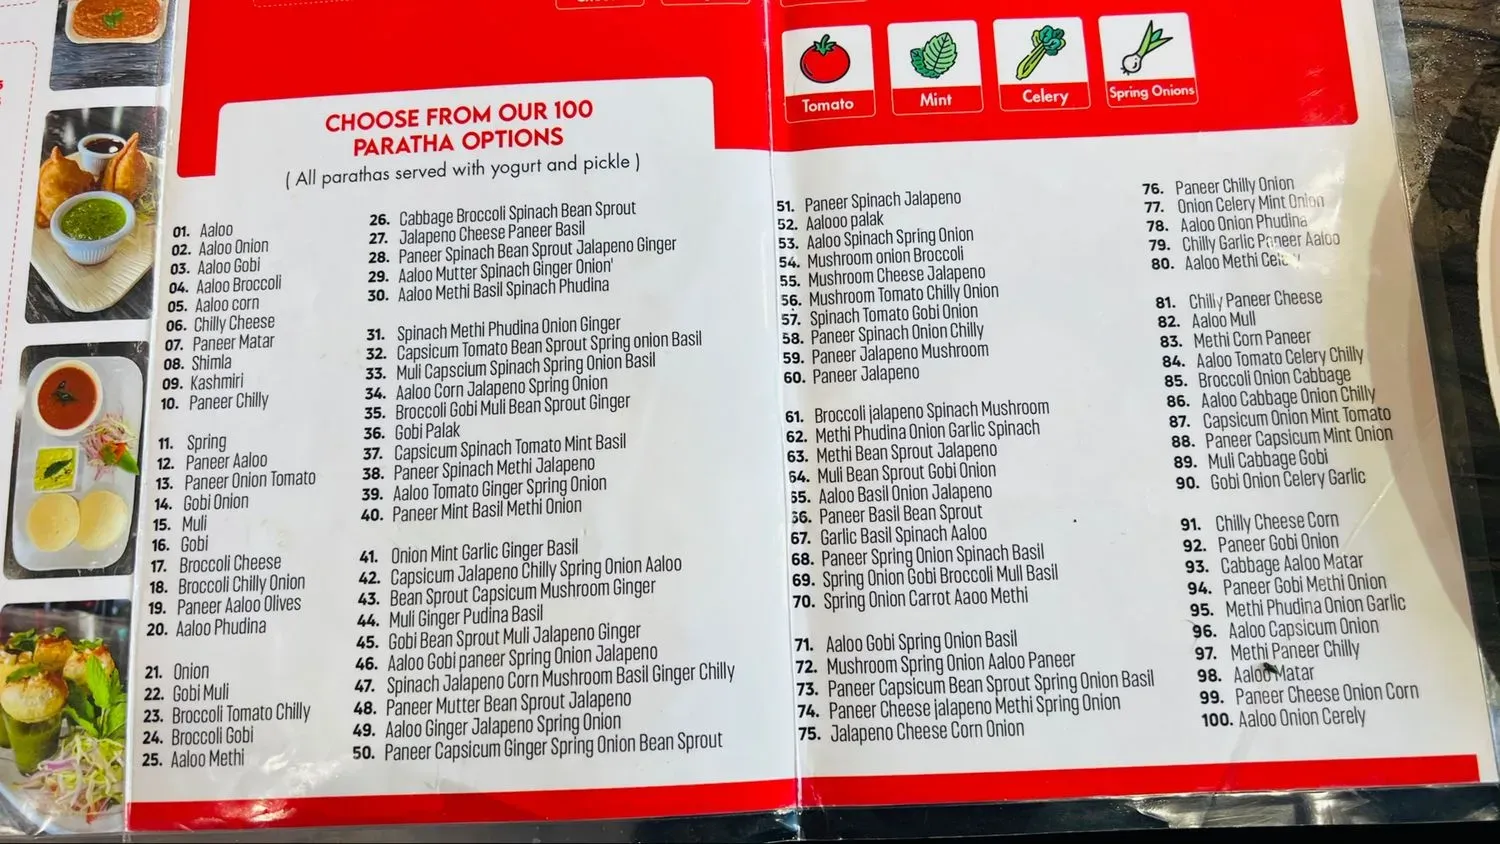 Tomato
Mint
Celery
Spring Onions
CHOOSE FROM OUR 100
PARATHA OPTIONS
( All parathas served with yogurt and pickle )
01. Aaloo
02. Aaloo Onion
03. Aaloo Gobi
04. Aaloo Broccoli
05. Aaloo corn
06. Chilly Cheese
07. Paneer Matar
08. Shimla
09. Kashmiri
10. Paneer Chilly
11. Spring
12. Paneer Aaloo
13. Paneer Onion Tomato
14. Gobi Onion
15. Muli
16. Gobi
17. Broccoli Cheese
18. Broccoli Chilly Onion
19. Paneer Aaloo Olives
20. Aaloo Phudina
21. Onion
22. Gobi Muli
23. Broccoli Tomato Chilly
24. Broccoli Gobi
25. Aaloo Methi
26. Cabbage Broccoli Spinach Bean Sprout
27. Jalapeno Cheese Paneer Basil
28. Paneer Spinach Bean Sprout Jalapeno Ginger
29. Aaloo Mutter Spinach Ginger Onion'
30. Aaloo Methi Basil Spinach Phudina
31. Spinach Methi Phudina Onion Ginger
32. Capsicum Tomato Bean Sprout Spring onion Basil
33. Muli Capscium Spinach Spring Onion Basil
34. Aaloo Corn Jalapeno Spring Onion
35. Broccoli Gobi Muli Bean Sprout Ginger
36. Gobi Palak
37. Capsicum Spinach Tomato Mint Basil
38. Paneer Spinach Methi Jalapeno
39. Aaloo Tomato Ginger Spring Onion
40. Paneer Mint Basil Methi Onion
41. Onion Mint Garlic Ginger Basil
42. Capsicum Jalapeno Chilly Spring Onion Aaloo
43. Bean Sprout Capsicum Mushroom Ginger
44. Muli Ginger Pudina Basil
45. Gobi Bean Sprout Muli Jalapeno Ginger
46. Aaloo Gobi paneer Spring Onion Jalapeno
47. Spinach Jalapeno Corn Mushroom Basil Ginger Chilly
48. Paneer Mutter Bean Sprout Jalapeno
49. Aaloo Ginger Jalapeno Spring Onion
50. Paneer Capsicum Ginger Spring Onion Bean Sprout
51. Paneer Spinach Jalapeno
52. Aalooo palak
53. Aaloo Spinach Spring Onion
54. Mushroom onion Broccoli
55. Mushroom Cheese Jalapeno
56. Mushroom Tomato Chilly Onion
57. Spinach Tomato Gobi Onion
58. Paneer Spinach Onion Chilly
59. Paneer Jalapeno Mushroom
60. Paneer Jalapeno
61. Broccoli jalapeno Spinach Mushroom
62. Methi Phudina Onion Garlic Spinach
63. Methi Bean Sprout Jalapeno
64. Muli Bean Sprout Gobi Onion
65. Aaloo Basil Onion Jalapeno
66. Paneer Basil Bean Sprout
67. Garlic Basil Spinach Aaloo
68. Paneer Spring Onion Spinach Basil
69. Spring Onion Gobi Broccoli Mull Basil
70. Spring Onion Carrot Aaoo Methi
71. Aaloo Gobi Spring Onion Basil
72. Mushroom Spring Onion Aaloo Paneer
73. Paneer Capsicum Bean Sprout Spring Onion Basil
74. Paneer Cheese jalapeno Methi Spring Onion
75. Jalapeno Cheese Corn Onion
76. Paneer Chilly Onion
77. Onion Celery Mint Onion
78. Aaloo Onion Phudina
79. Chilly Garlic Paneer Aaloo
80. Aaloo Methi Celery
81. Chilly Paneer Cheese
82. Aaloo Mull
83. Methi Corn Paneer
84. Aaloo Tomato Celery Chilly
85. Broccoli Onion Cabbage
86. Aaloo Cabbage Onion Chilly
87. Capsicum Onion Mint Tomato
88. Paneer Capsicum Mint Onion
89. Muli Cabbage Gobi
90. Gobi Onion Celery Garlic
91. Chilly Cheese Corn
92. Paneer Gobi Onion
93. Cabbage Aaloo Matar
94. Paneer Gobi Methi Onion
95. Methi Phudina Onion Garlic
96. Aaloo Capsicum Onion
97. Methi Paneer Chilly
98. Aaloo Matar
99. Paneer Cheese Onion Corn
100. Aaloo Onion Cerely